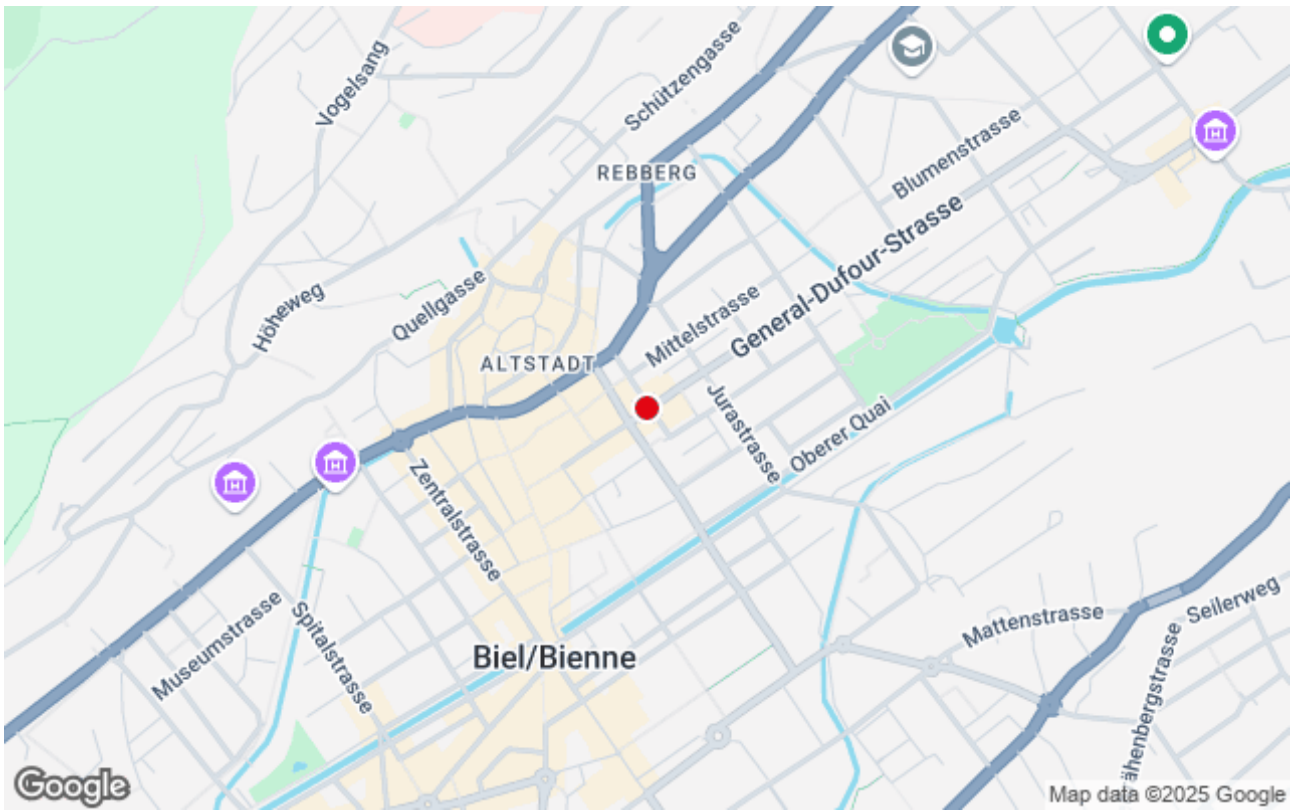 Vogelsang
Schützengasse
REBBERG
Blumenstrasse
General-Dufour-Strasse
Höheweg
Quellgasse
Mittelstrasse
ALTSTADT
Jurastrasse
Oberer Quai
Zentralstrasse
Museumstrasse
Spitalstrasse
Biel/Bienne
Mattenstrasse
Seilerweg
ähenbergstrasse
Google
Map data ©2025 Google